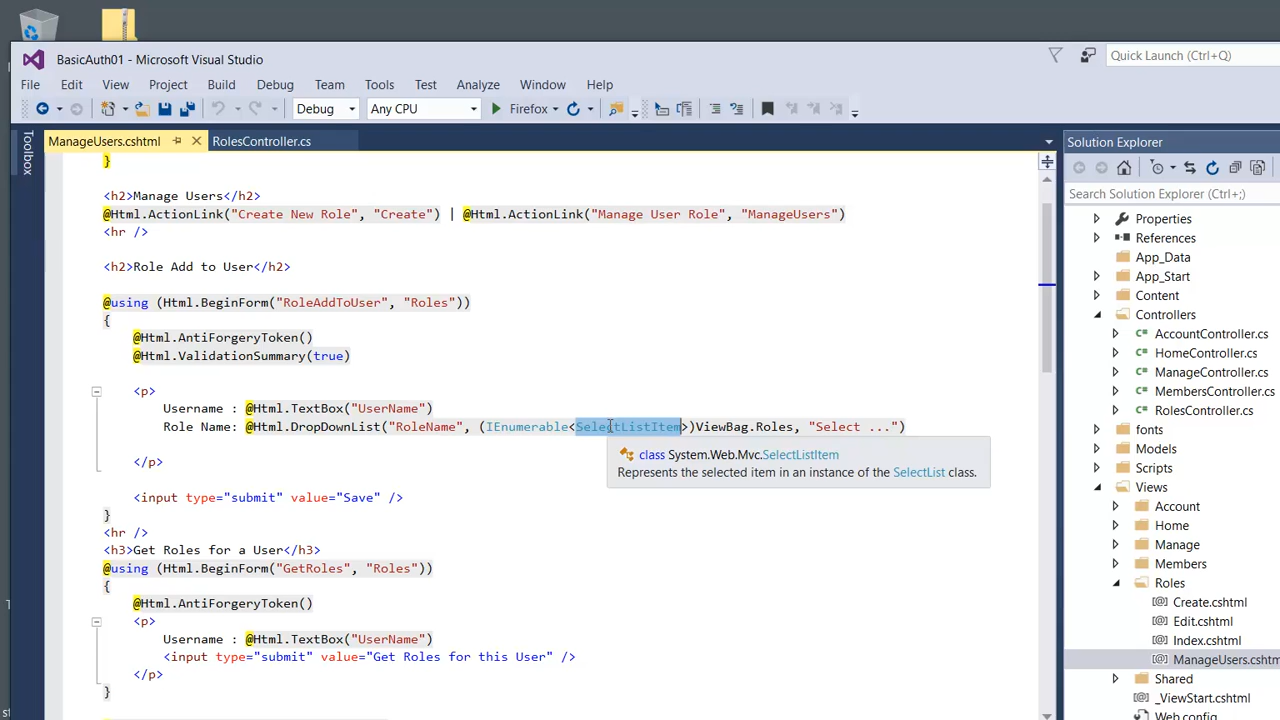 BasicAuth01 - Microsoft Visual Studio
Quick Launch (Ctrl+Q)
File Edit View Project Build Debug Team Tools Test Analyze Window Help
Debug Any CPU Firefox
Toolbox
ManageUsers.cshtml RolesController.cs
}
<h2>Manage Users</h2>
@Html.ActionLink("Create New Role", "Create") | @Html.ActionLink("Manage User Role", "ManageUsers")
<hr />
<h2>Role Add to User</h2>
@using (Html.BeginForm("RoleAddToUser", "Roles"))
{
@Html.AntiForgeryToken()
@Html.ValidationSummary(true)
<p>
Username : @Html.TextBox("UserName")
Role Name: @Html.DropDownList("RoleName", (IEnumerable<SelectListItem>)ViewBag.Roles, "Select ...")
class System.Web.Mvc.SelectListItem
Represents the selected item in an instance of the SelectList class.
</p>
<input type="submit" value="Save" />
}
<hr />
<h3>Get Roles for a User</h3>
@using (Html.BeginForm("GetRoles", "Roles"))
{
@Html.AntiForgeryToken()
<p>
Username : @Html.TextBox("UserName")
<input type="submit" value="Get Roles for this User" />
</p>
}
Solution Explorer
Search Solution Explorer (Ctrl+;)
Properties
References
App_Data
App_Start
Content
Controllers
AccountController.cs
HomeController.cs
ManageController.cs
MembersController.cs
RolesController.cs
fonts
Models
Scripts
Views
Account
Home
Manage
Members
Roles
Create.cshtml
Edit.cshtml
Index.cshtml
ManageUsers.cshtm
Shared
_ViewStart.cshtml
Web.config